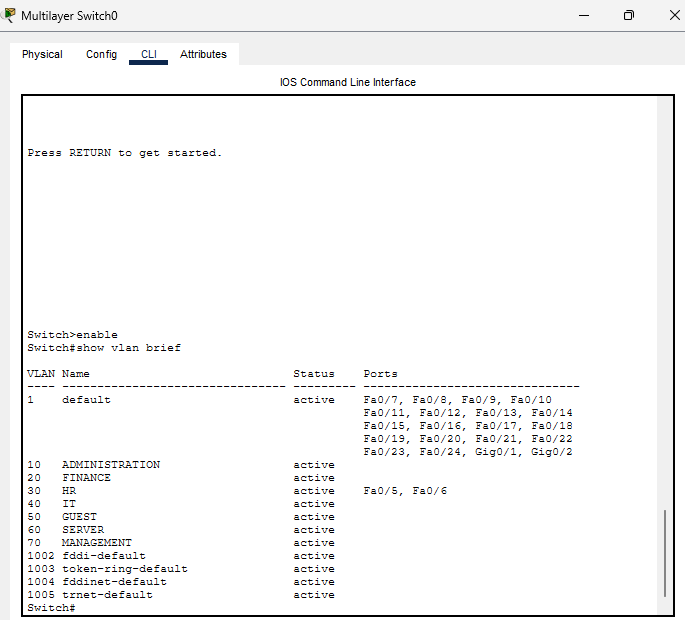 Multilayer Switch0
Physical Config CLI Attributes
IOS Command Line Interface
Press RETURN to get started.
Switch>enable
Switch#show vlan brief
VLAN Name                             Status    Ports
---- -------------------------------- --------- -------------------------------
1    default                          active    Fa0/7, Fa0/8, Fa0/9, Fa0/10
                                                Fa0/11, Fa0/12, Fa0/13, Fa0/14
                                                Fa0/15, Fa0/16, Fa0/17, Fa0/18
                                                Fa0/19, Fa0/20, Fa0/21, Fa0/22
                                                Fa0/23, Fa0/24, Gig0/1, Gig0/2
10   ADMINISTRATION                   active
20   FINANCE                          active
30   HR                               active    Fa0/5, Fa0/6
40   IT                               active
50   GUEST                            active
60   SERVER                           active
70   MANAGEMENT                       active
1002 fddi-default                     active
1003 token-ring-default               active
1004 fddinet-default                  active
1005 trnet-default                    active
Switch#